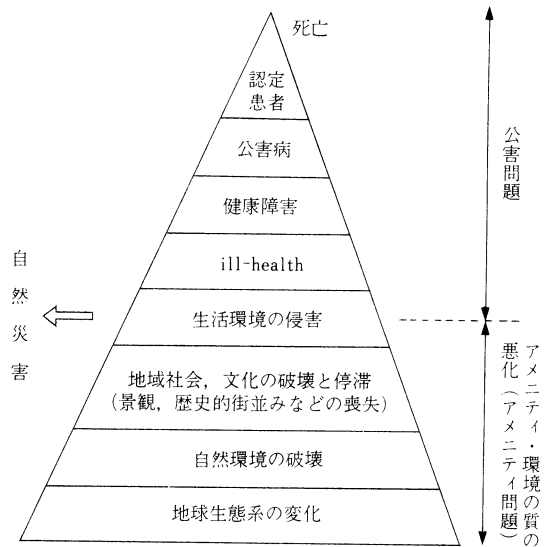 死亡
認定
患者
公害病
健康障害
ill-health
生活環境の侵害
地域社会，文化の破壊と停滞
(景観，歴史的街並みなどの喪失)
自然環境の破壊
地球生態系の変化
自然災害
公害問題
アメニティ・環境の質の
悪化（アメニティ問題）